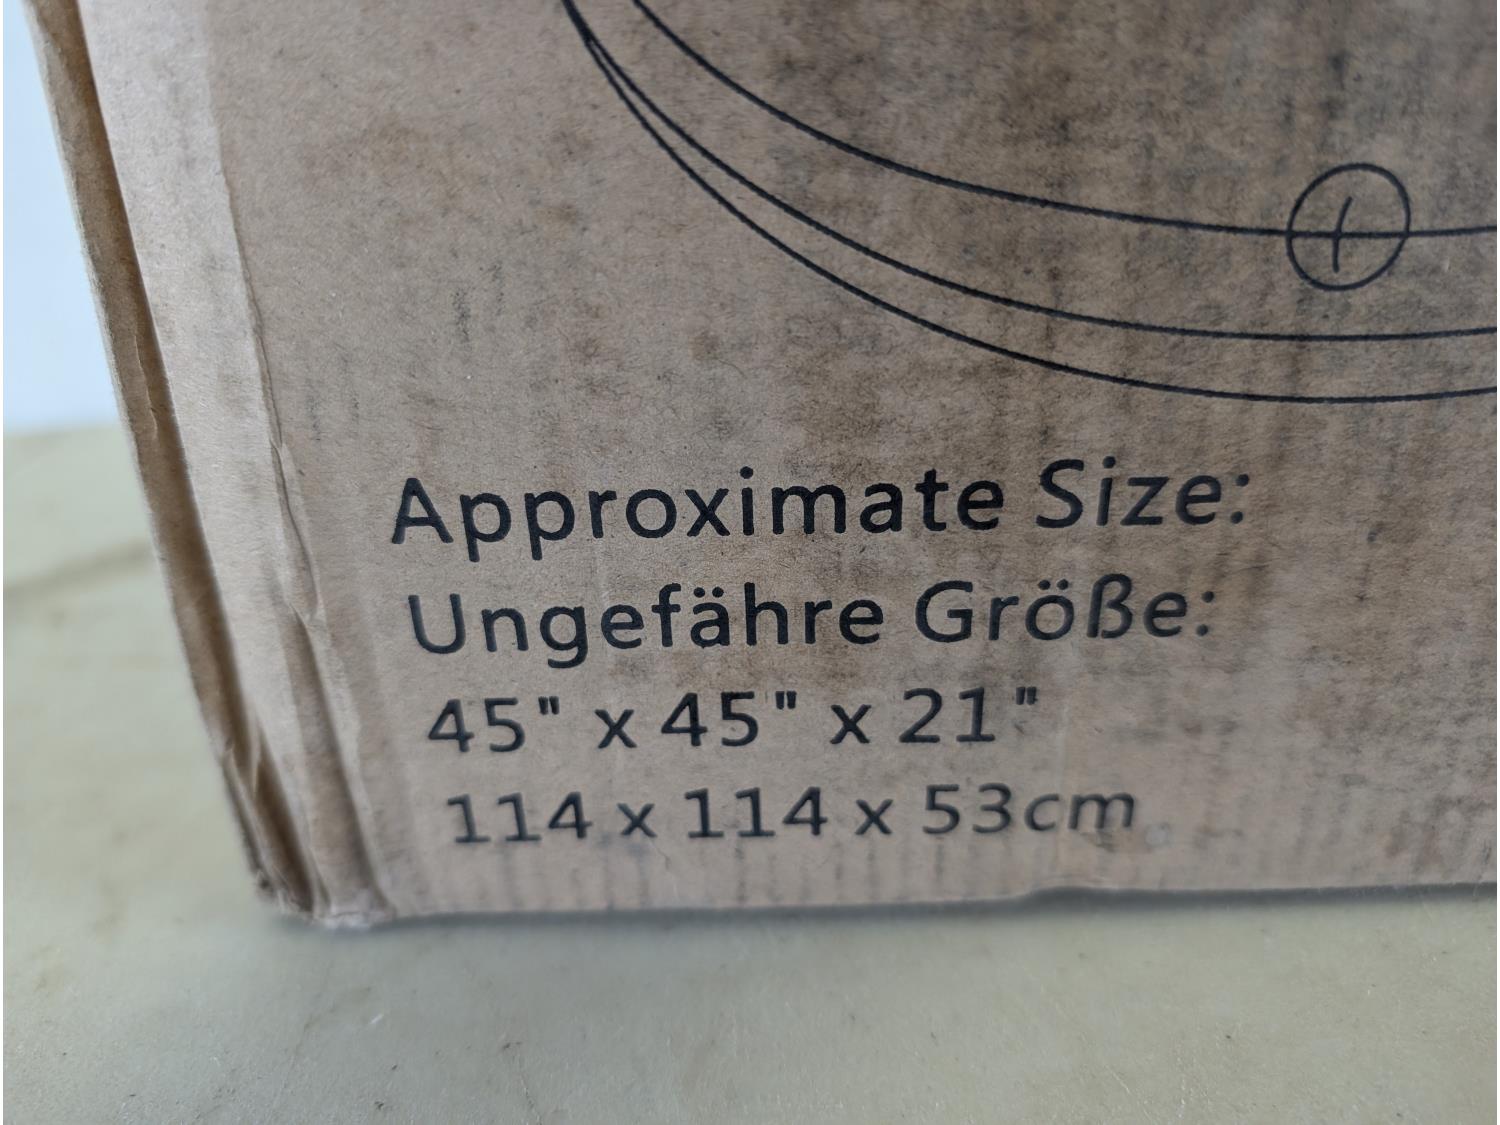 Approximate Size:
Ungefähre Größe:
45" x 45" x 21"
114 x 114 x 53cm